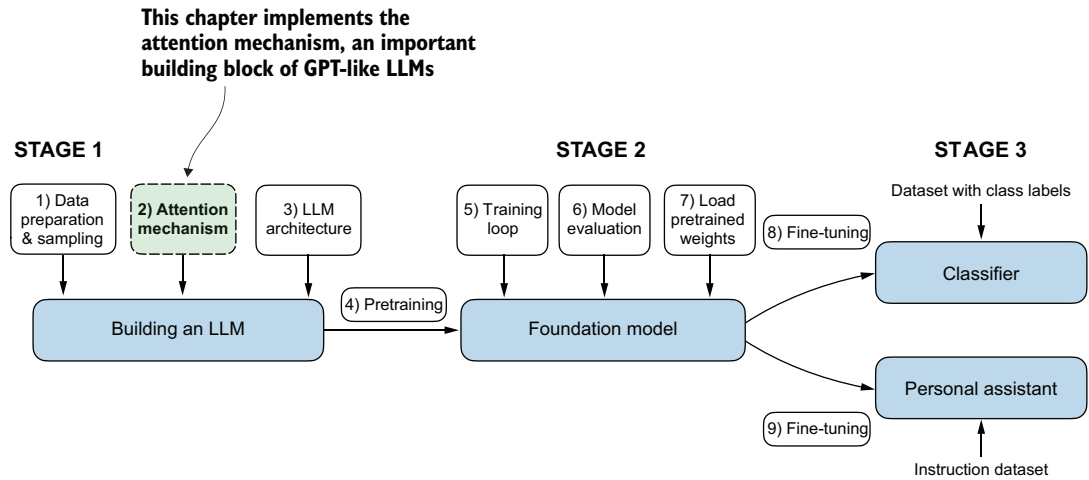 This chapter implements the
attention mechanism, an important
building block of GPT-like LLMs
STAGE 1
STAGE 2
STAGE 3
1) Data
preparation
& sampling
2) Attention
mechanism
3) LLM
architecture
5) Training
loop
6) Model
evaluation
7) Load
pretrained
weights
Dataset with class labels
8) Fine-tuning
Classifier
4) Pretraining
Building an LLM
Foundation model
Personal assistant
9) Fine-tuning
Instruction dataset